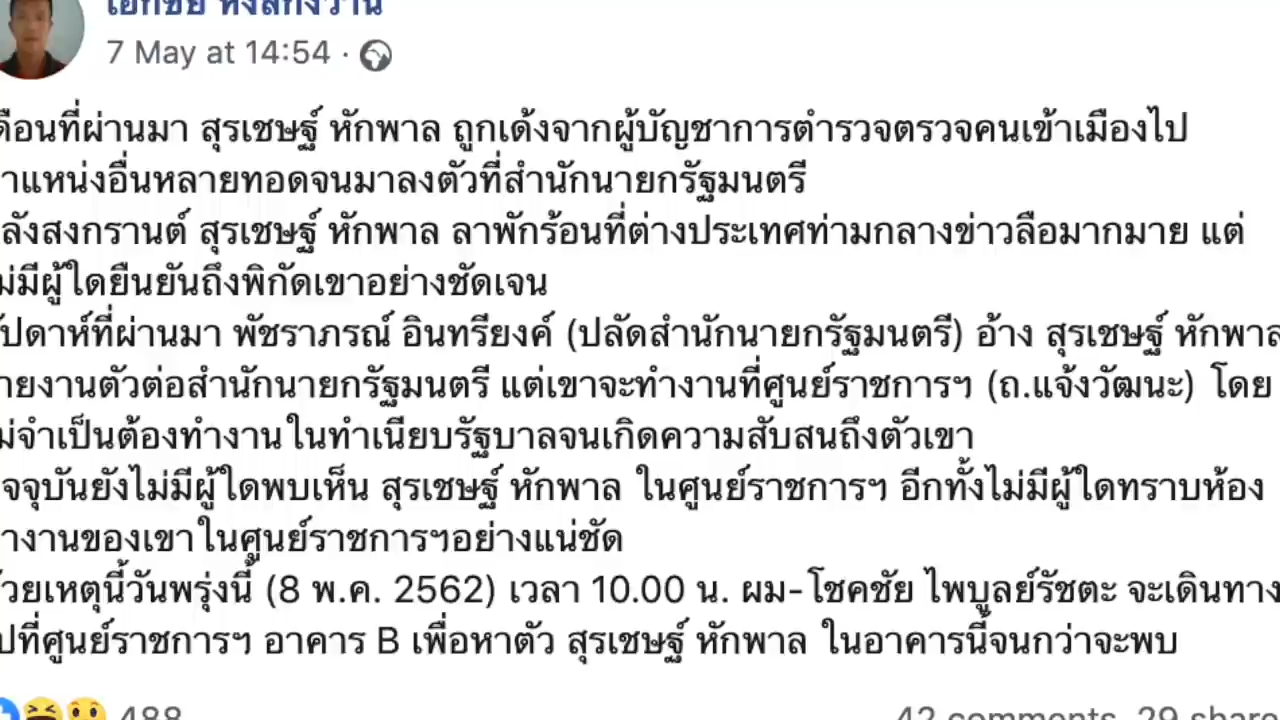 เอกชัย หงส์กังวาน
7 May at 14:54 ·
ดือนที่ผ่านมา สุรเชษฐ์ หักพาล ถูกเด้งจากผู้บัญชาการตำรวจตรวจคนเข้าเมืองไป
าแหน่งอื่นหลายทอดจนมาลงตัวที่สำนักนายกรัฐมนตรี
ลังสงกรานต์ สุรเชษฐ์ หักพาล ลาพักร้อนที่ต่างประเทศท่ามกลางข่าวลือมากมาย แต่
ม่มีผู้ใดยืนยันถึงพิกัดเขาอย่างชัดเจน
ัปดาห์ที่ผ่านมา พัชราภรณ์ อินทรียงค์ (ปลัดสำนักนายกรัฐมนตรี) อ้าง สุรเชษฐ์ หักพาล
ายงานตัวต่อสำนักนายกรัฐมนตรี แต่เขาจะทำงานที่ศูนย์ราชการฯ (ถ.แจ้งวัฒนะ) โดย
ม่จำเป็นต้องทำงานในทำเนียบรัฐบาลจนเกิดความสับสนถึงตัวเขา
จจุบันยังไม่มีผู้ใดพบเห็น สุรเชษฐ์ หักพาล ในศูนย์ราชการฯ อีกทั้งไม่มีผู้ใดทราบห้อง
างานของเขาในศูนย์ราชการฯอย่างแน่ชัด
้วยเหตุนี้วันพรุ่งนี้ (8 พ.ค. 2562) เวลา 10.00 น. ผม-โชคชัย ไพบูลย์รัชตะ จะเดินทาง
ปที่ศูนย์ราชการฯ อาคาร B เพื่อหาตัว สุรเชษฐ์ หักพาล ในอาคารนี้จนกว่าจะพบ
488
42 comments 29 share